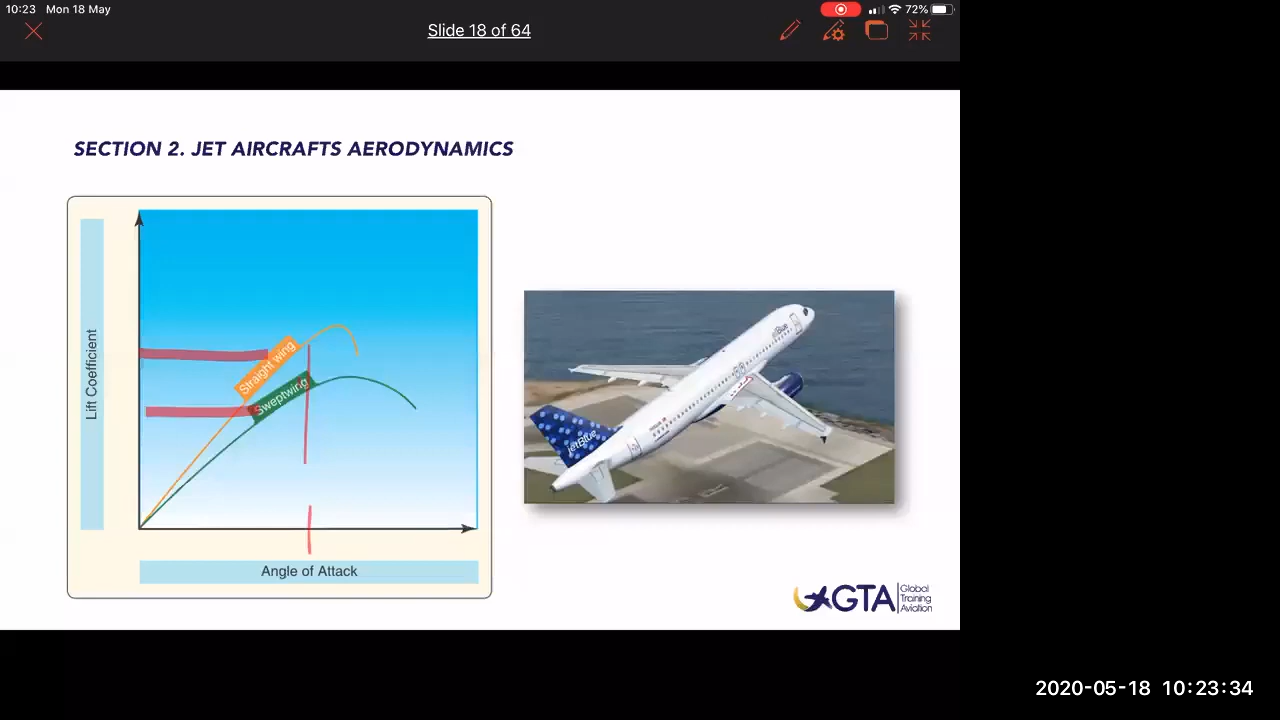 10:23 Mon 18 May
72%
Slide 18 of 64
SECTION 2. JET AIRCRAFTS AERODYNAMICS
Lift Coefficient
Straight wing
Sweptwing
Angle of Attack
jetBlue
jetBlue
GTA Global
Training
Aviation
2020-05-18 10:23:34